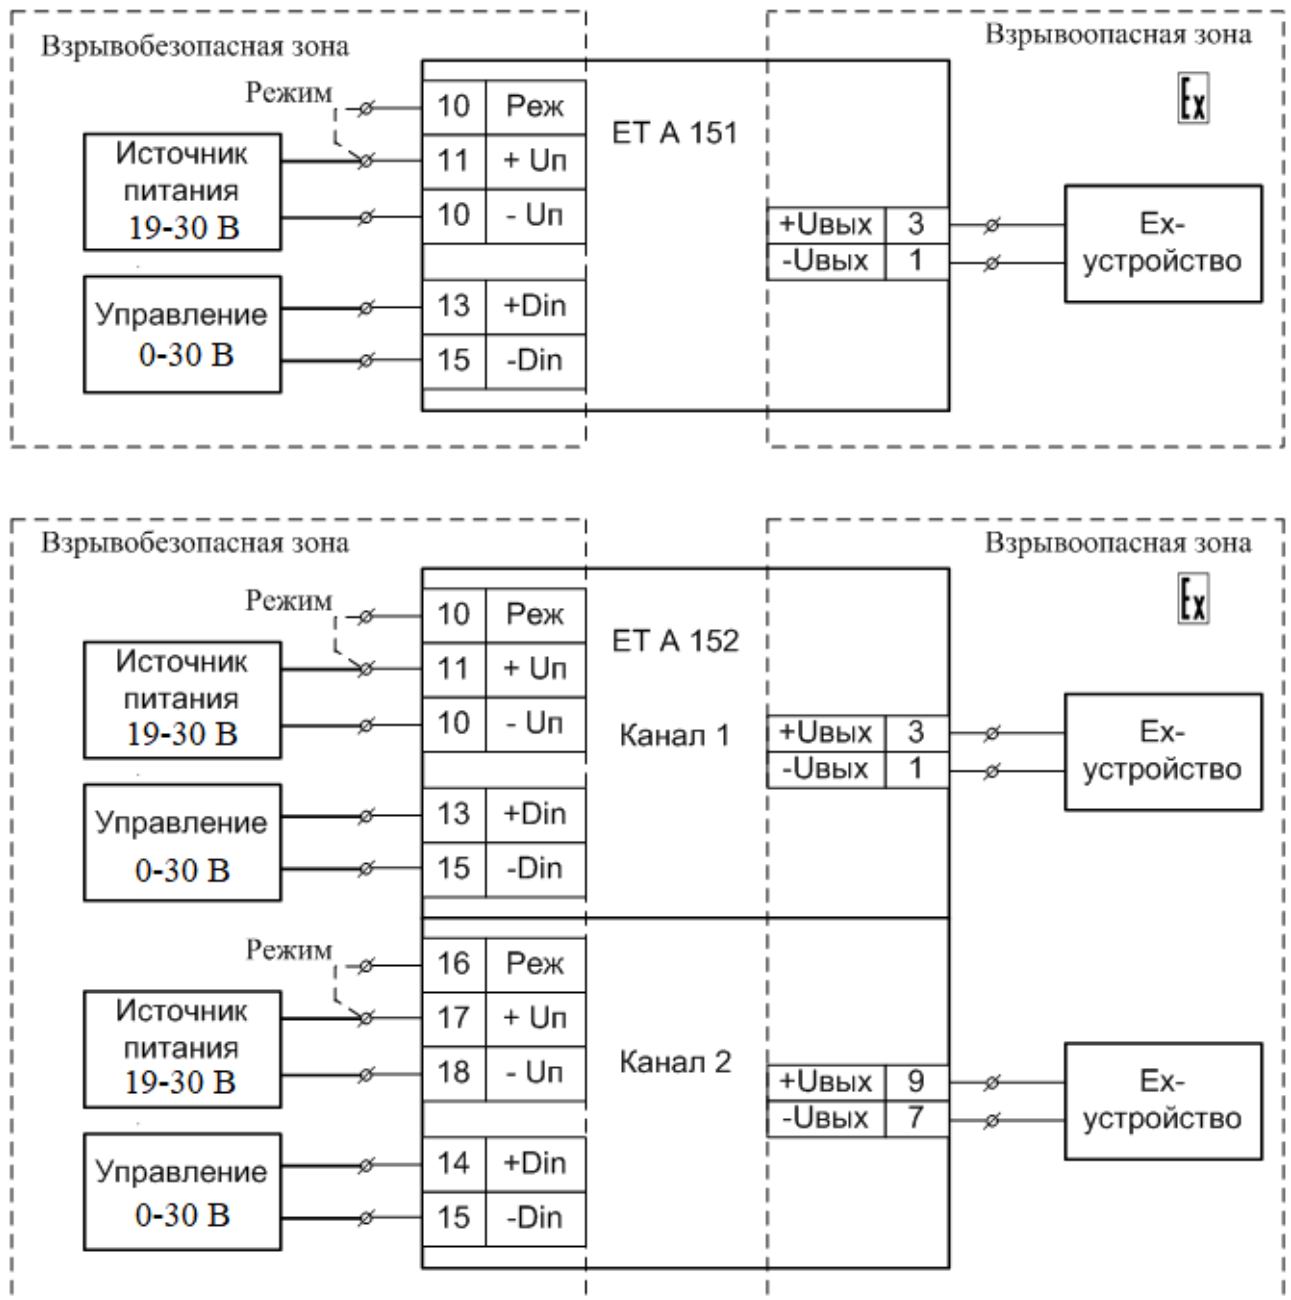 Взрывобезопасная зона
Взрывоопасная зона
Ex
Режим
10 Реж
ET A 151
Источник
питания
19-30 В
11 + Uп
10 - Uп
+Uвых 3
-Uвых 1
Ex-
устройство
Управление
0-30 В
13 +Din
15 -Din
Взрывобезопасная зона
Взрывоопасная зона
Ex
Режим
10 Реж
ET A 152
Источник
питания
19-30 В
11 + Uп
10 - Uп
Канал 1
+Uвых 3
-Uвых 1
Ex-
устройство
Управление
0-30 В
13 +Din
15 -Din
Режим
16 Реж
Источник
питания
19-30 В
17 + Uп
18 - Uп
Канал 2
+Uвых 9
-Uвых 7
Ex-
устройство
Управление
0-30 В
14 +Din
15 -Din